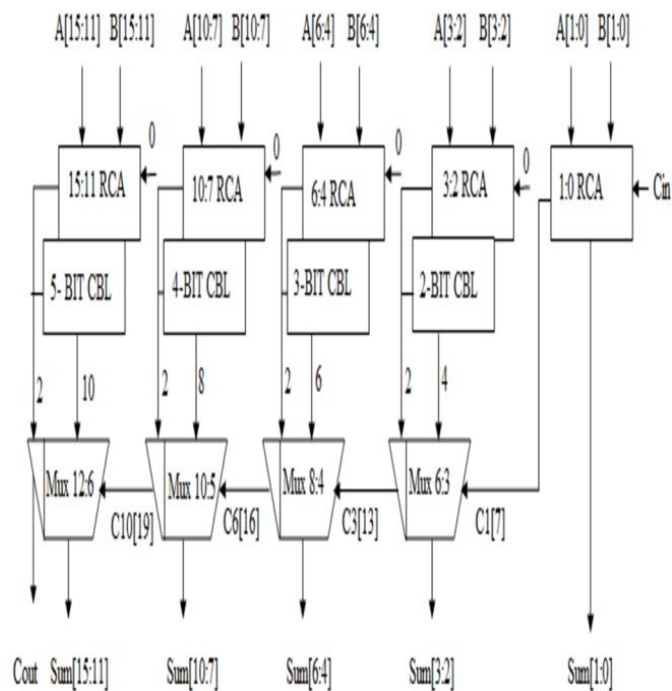 A[15:11] B[15:11] A[10:7] B[10:7] A[6:4] B[6:4] A[3:2] B[3:2] A[1:0] B[1:0]
0 0 0 0
15:11 RCA 10:7 RCA 6:4 RCA 3:2 RCA 1:0 RCA Cin
5- BIT CBL 4-BIT CBL 3-BIT CBL 2-BIT CBL
2 10 2 8 2 6 2 4
Mux 12:6 Mux 10:5 Mux 8:4 Mux 6:3
C10[19] C6[16] C3[13] C1[7]
Cout Sum[15:11] Sum[10:7] Sum[6:4] Sum[3:2] Sum[1:0]